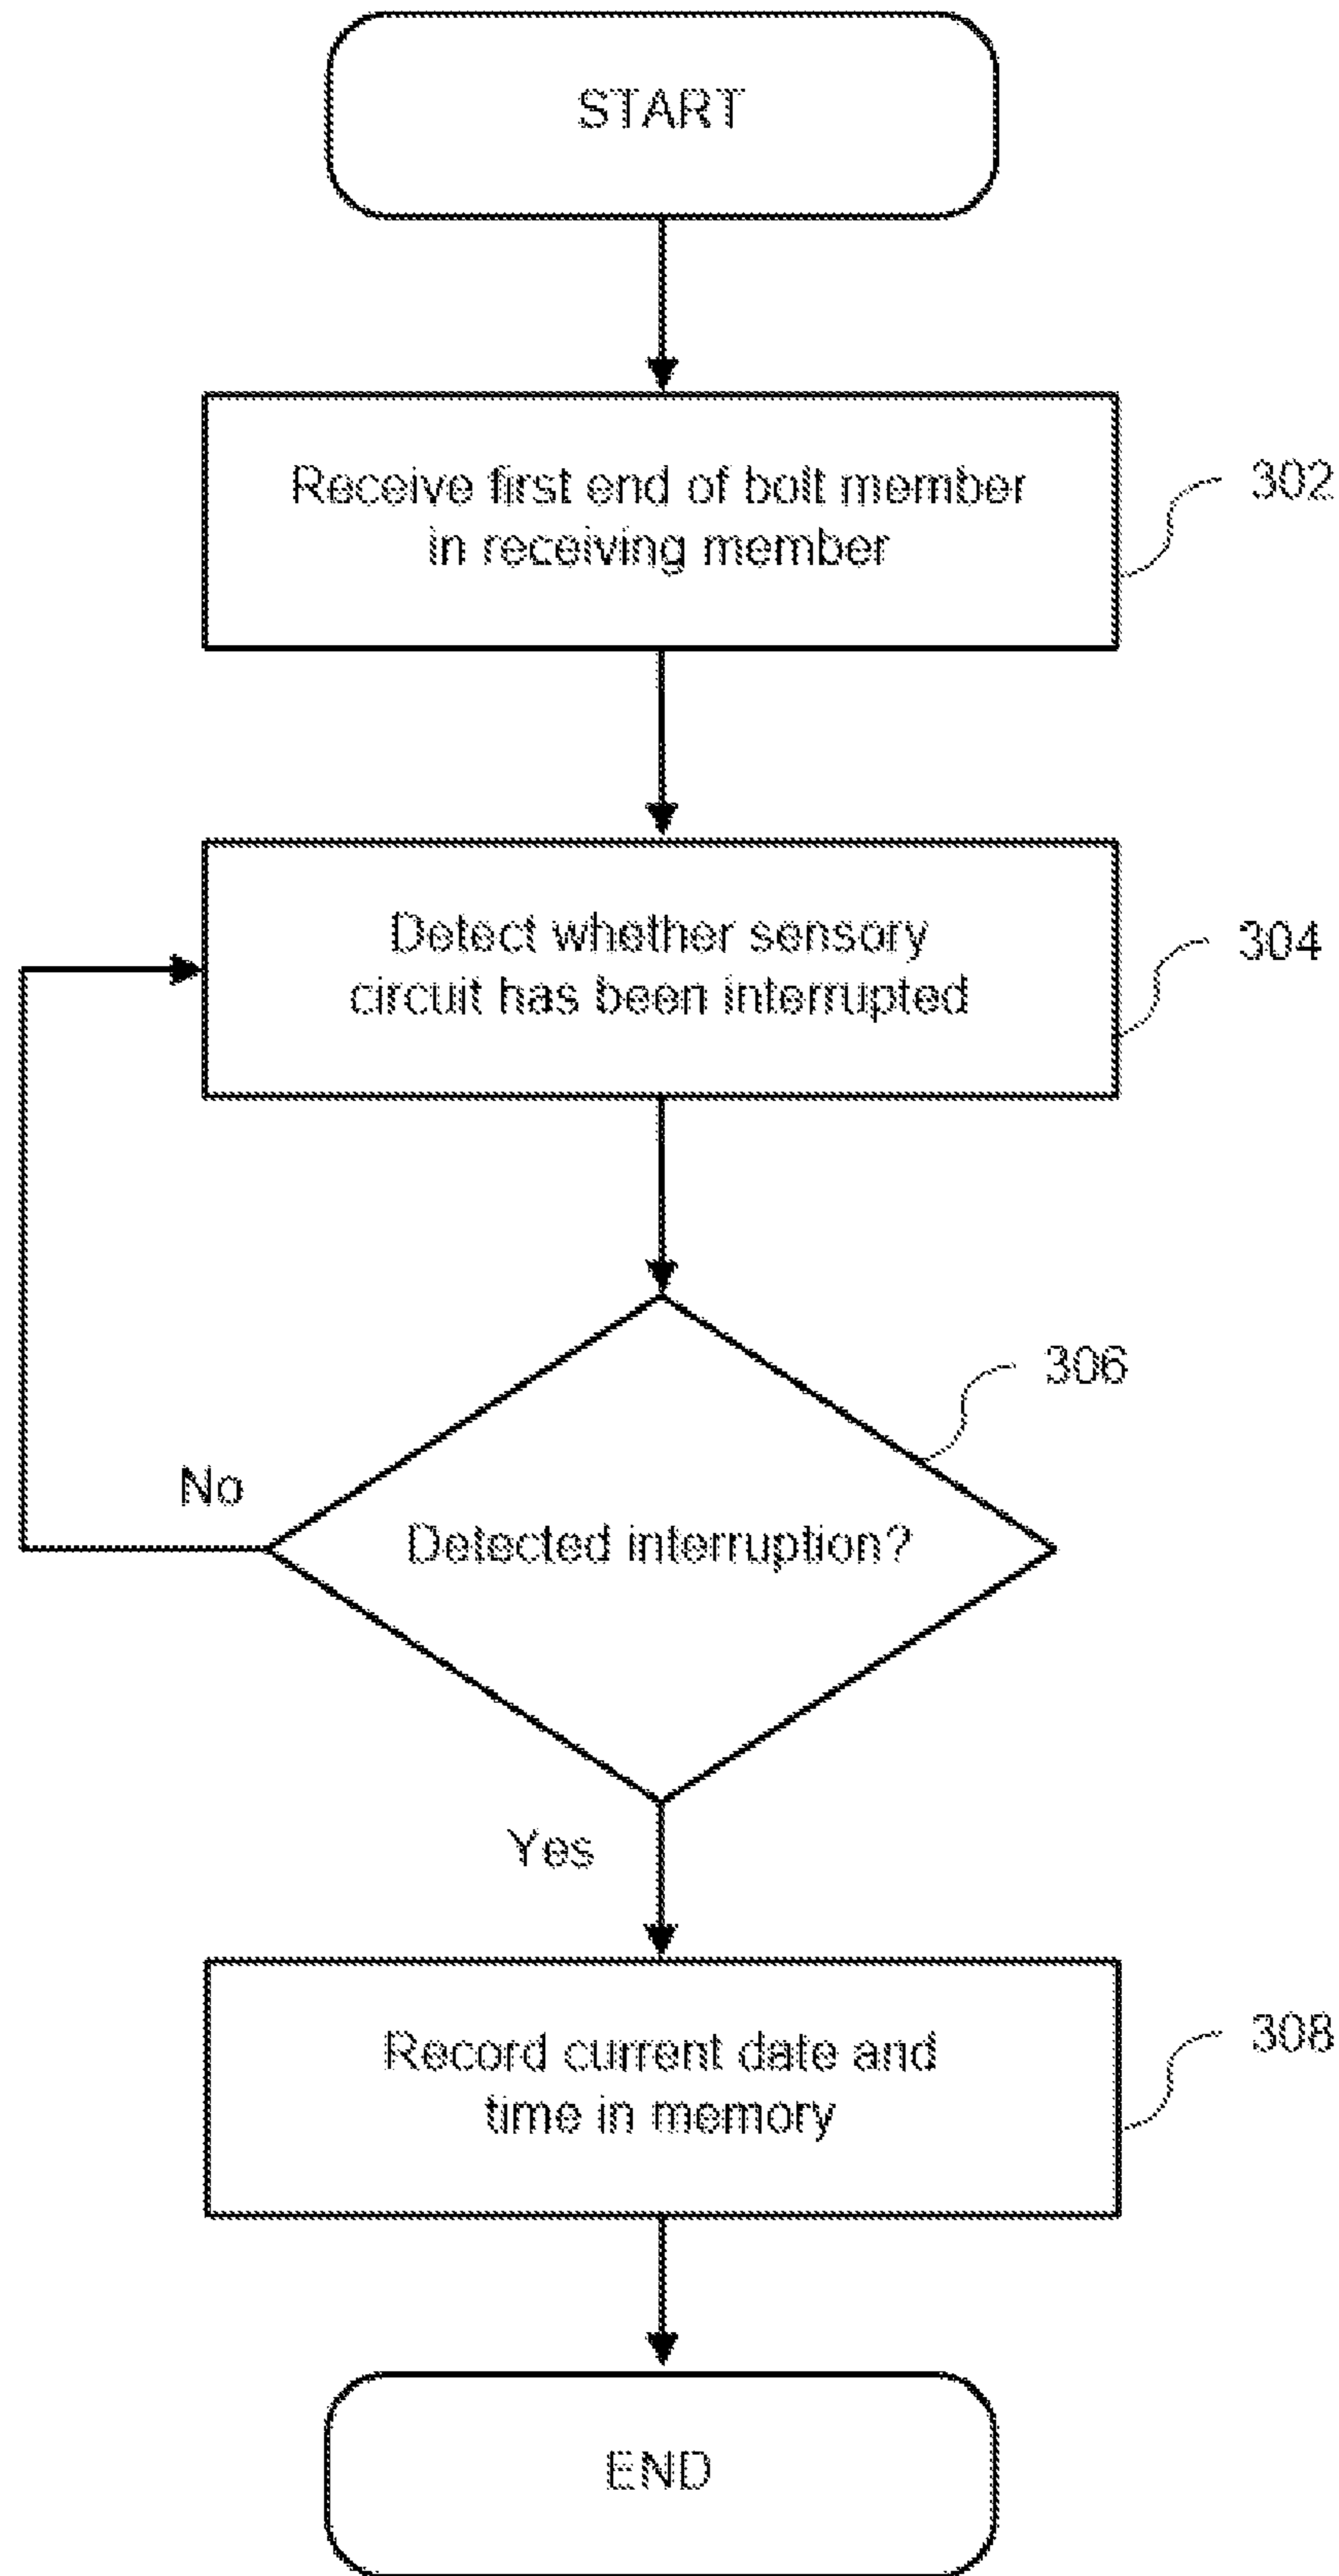 START
Receive first end of bolt member
in receiving member
302
Detect whether sensory
circuit has been interrupted
304
306
No
Detected interruption?
Yes
Record current date and
time in memory
308
END